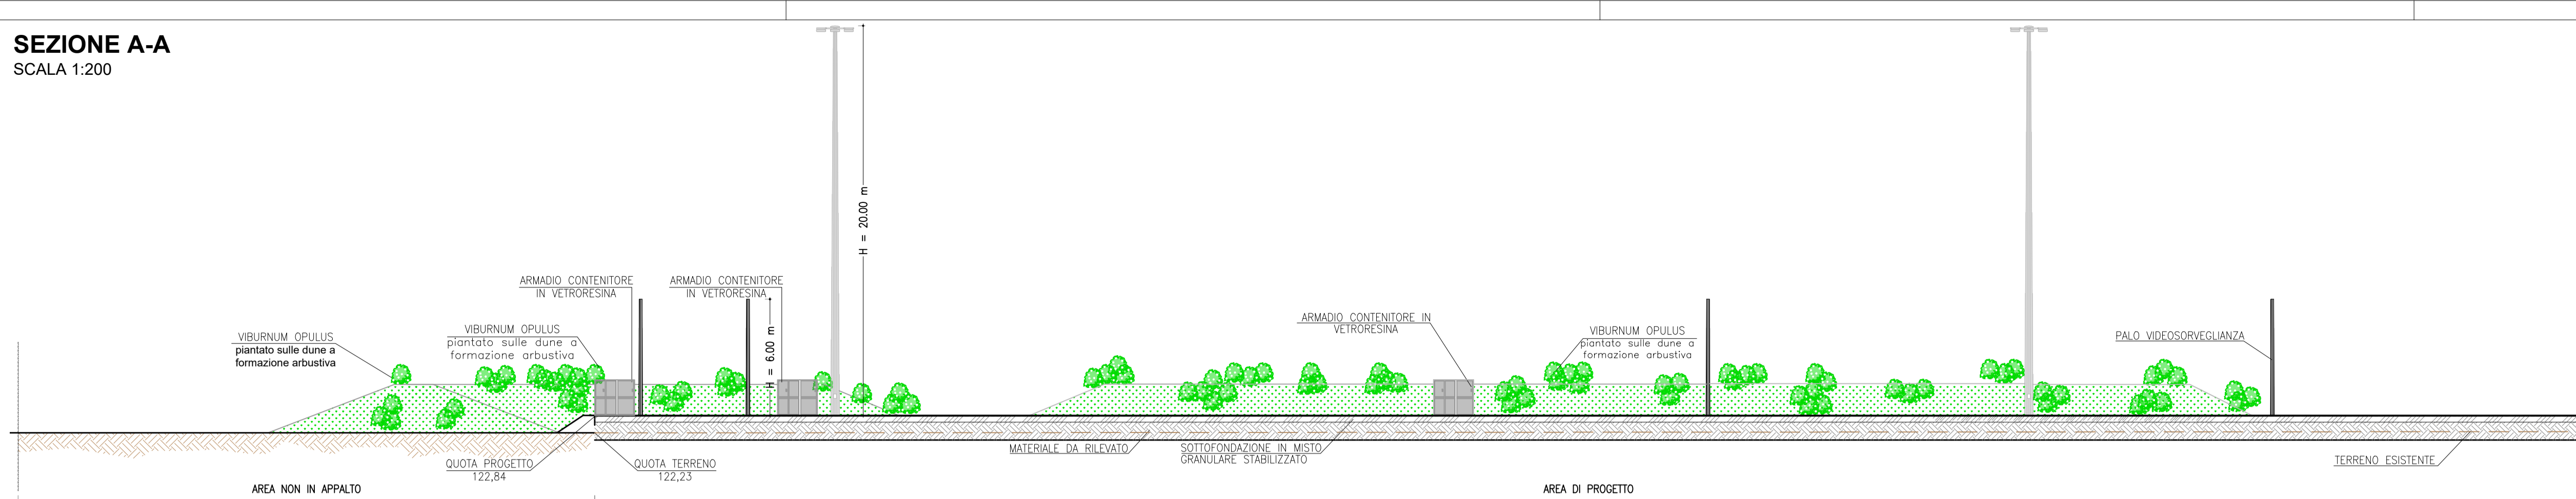 SEZIONE A-A
SCALA 1:200
H = 20.00 m
ARMADIO CONTENITORE
IN VETRORESINA
ARMADIO CONTENITORE
IN VETRORESINA
H = 6.00 m
VIBURNUM OPULUS
piantato sulle dune a
formazione arbustiva
VIBURNUM OPULUS
piantato sulle dune a
formazione arbustiva
ARMADIO CONTENITORE IN
VETRORESINA
VIBURNUM OPULUS
piantato sulle dune a
formazione arbustiva
PALO VIDEOSORVEGLIANZA
QUOTA PROGETTO
122,84
QUOTA TERRENO
122,23
MATERIALE DA RILEVATO
SOTTOFONDAZIONE IN MISTO
GRANULARE STABILIZZATO
TERRENO ESISTENTE
AREA NON IN APPALTO
AREA DI PROGETTO